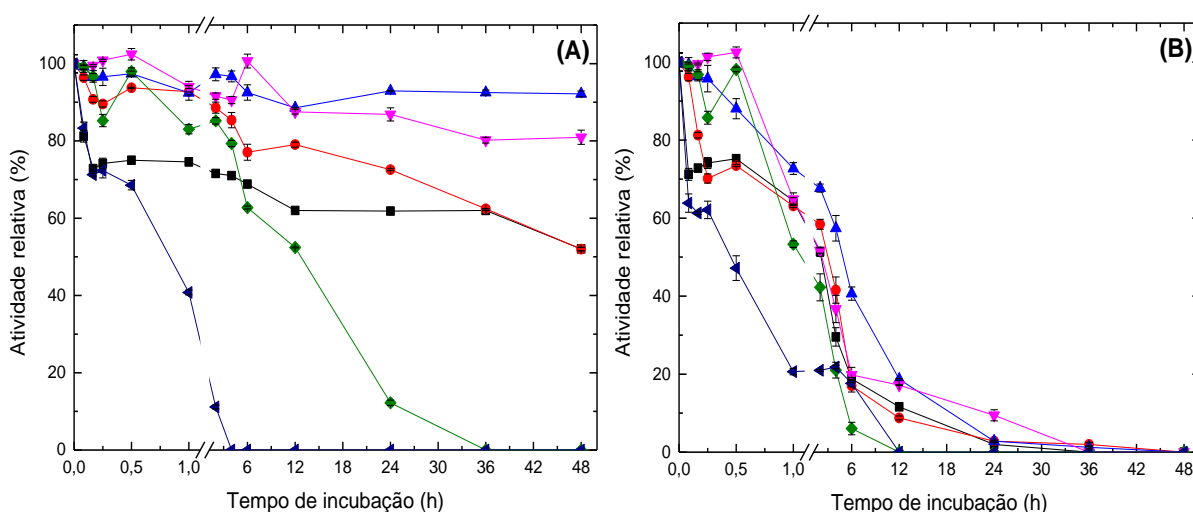 (A)
Atividade relativa (%)
100
80
60
40
20
0
0,0 0,5 1,0 6 12 24 30 36 42 48
Tempo de incubação (h)
(B)
Atividade relativa (%)
100
80
60
40
20
0
0,0 0,5 1,0 6 12 18 24 30 36 42 48
Tempo de incubação (h)